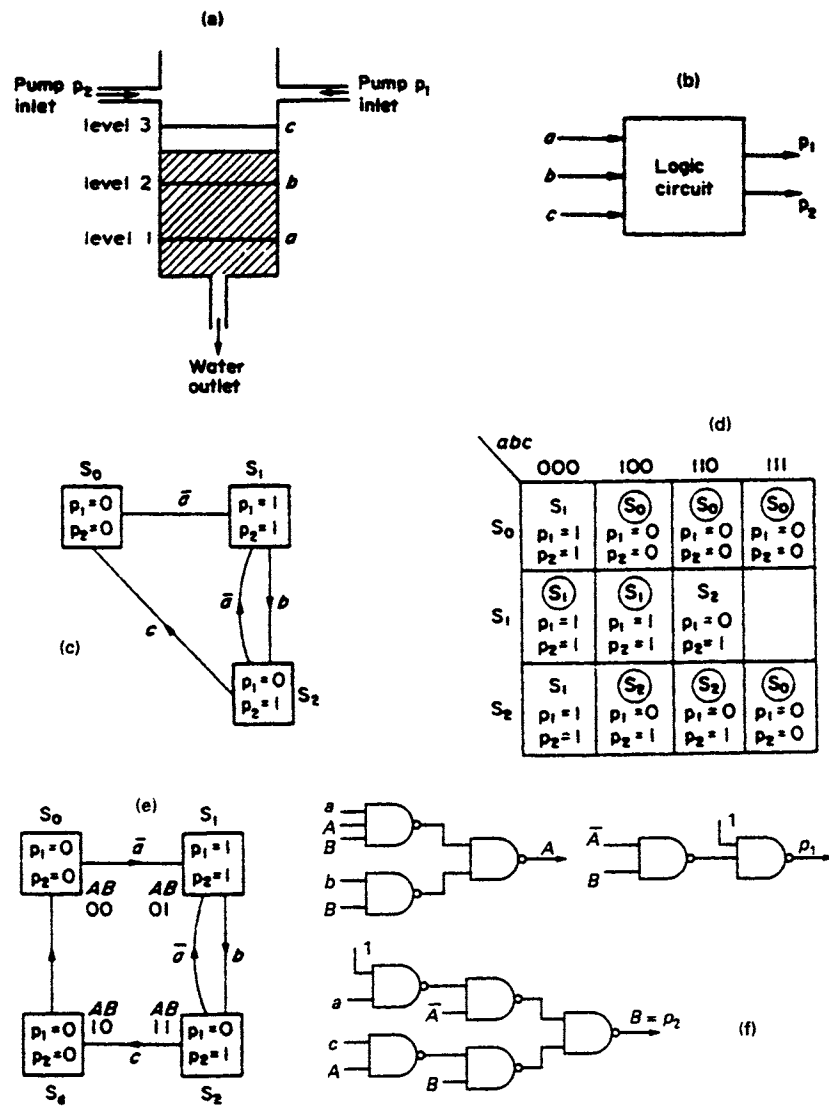 (a)
Pump p₂
inlet
Pump p₁
inlet
level 3
c
level 2
b
level 1
a
Water
outlet
(b)
a
b
c
Logic
circuit
p₁
p₂
(c)
S₀
p₁=0
p₂=0
a̅
S₁
p₁=1
p₂=1
a̅
b
c
p₁=0
p₂=1
S₂
(d)
abc
000 100 110 111
S₀
S₁ S₀ S₀ S₀
p₁=1 p₁=0 p₁=0 p₁=0
p₂=1 p₂=0 p₂=0 p₂=0
S₁
S₁ S₁ S₂
p₁=1 p₁=1 p₁=0
p₂=1 p₂=1 p₂=1
S₂
S₁ S₂ S₂ S₀
p₁=1 p₁=0 p₁=0 p₁=0
p₂=1 p₂=1 p₂=1 p₂=0
(e)
S₀
p₁=0
p₂=0
AB
00
a̅
S₁
p₁=1
p₂=1
AB
01
a̅
b
p₁=0
p₂=0
AB
10
c
AB
11
p₁=0
p₂=1
S₂
a
A
B
b
B
A
A̅
B
1
p₁
1
a
A̅
c
A
B
B = p₂
(f)